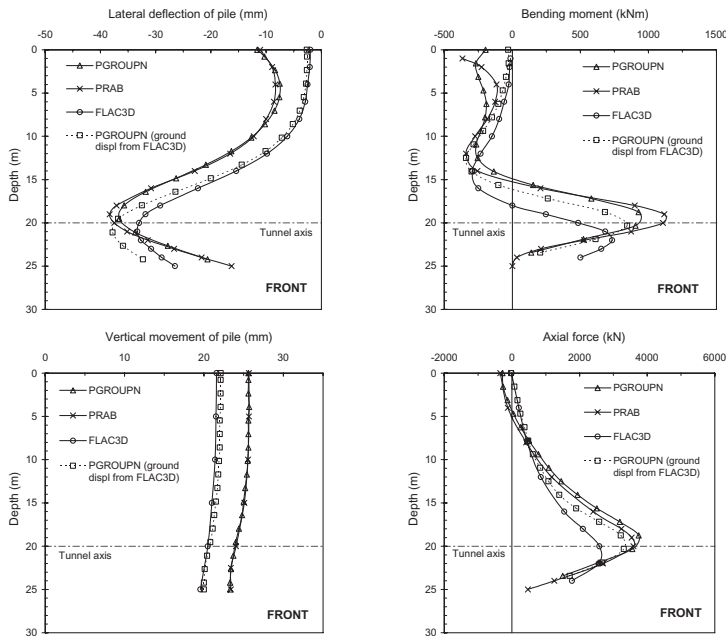 Lateral deflection of pile (mm)
-50 -40 -30 -20 -10 0
0
5
10
15
20
25
30
Depth (m)
PGROUPN
PRAB
FLAC3D
PGROUPN (ground
displ from FLAC3D)
Tunnel axis
FRONT
Bending moment (kNm)
-500 0 500 1000 1500
0
5
10
15
20
25
30
Depth (m)
PGROUPN
PRAB
FLAC3D
PGROUPN (ground
displ from FLAC3D)
Tunnel axis
FRONT
Vertical movement of pile (mm)
0 10 20 30
0
5
10
15
20
25
30
Depth (m)
PGROUPN
PRAB
FLAC3D
PGROUPN (ground
displ from FLAC3D)
Tunnel axis
FRONT
Axial force (kN)
-2000 0 2000 4000 6000
0
5
10
15
20
25
30
Depth (m)
PGROUPN
PRAB
FLAC3D
PGROUPN (ground
displ from FLAC3D)
Tunnel axis
FRONT